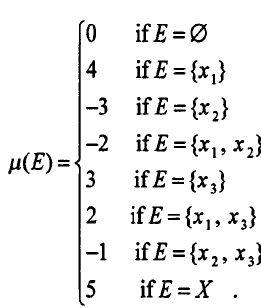 0 if E = ∅
4 if E = {x₁}
−3 if E = {x₂}
−2 if E = {x₁, x₂}
μ(E) =
3 if E = {x₃}
2 if E = {x₁, x₃}
−1 if E = {x₂, x₃}
5 if E = X .